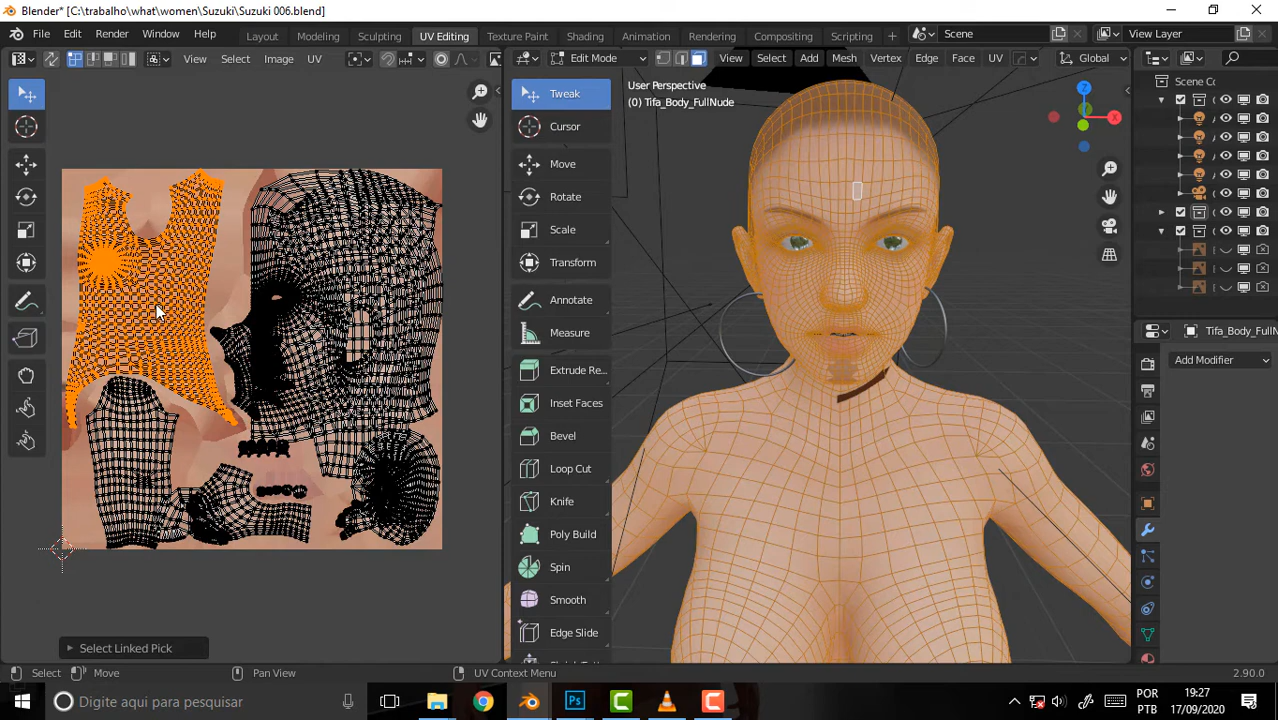 Blender* [C:\trabalho\what\women\Suzuki\Suzuki 006.blend]
File Edit Render Window Help Layout Modeling Sculpting UV Editing Texture Paint Shading Animation Rendering Compositing Scripting + Scene View Layer
View Select Image UV Edit Mode View Select Add Mesh Vertex Edge Face UV Global
Tweak
User Perspective
(0) Tifa_Body_FullNude
Scene Cc
Cursor
Move
Rotate
Scale
Transform
Annotate
Measure
Extrude Re...
Inset Faces
Bevel
Loop Cut
Knife
Poly Build
Spin
Smooth
Edge Slide
Z
X
Tifa_Body_FullN
Add Modifier
Select Linked Pick
Select Move Pan View UV Context Menu 2.90.0
Digite aqui para pesquisar
POR
PTB
19:27
17/09/2020